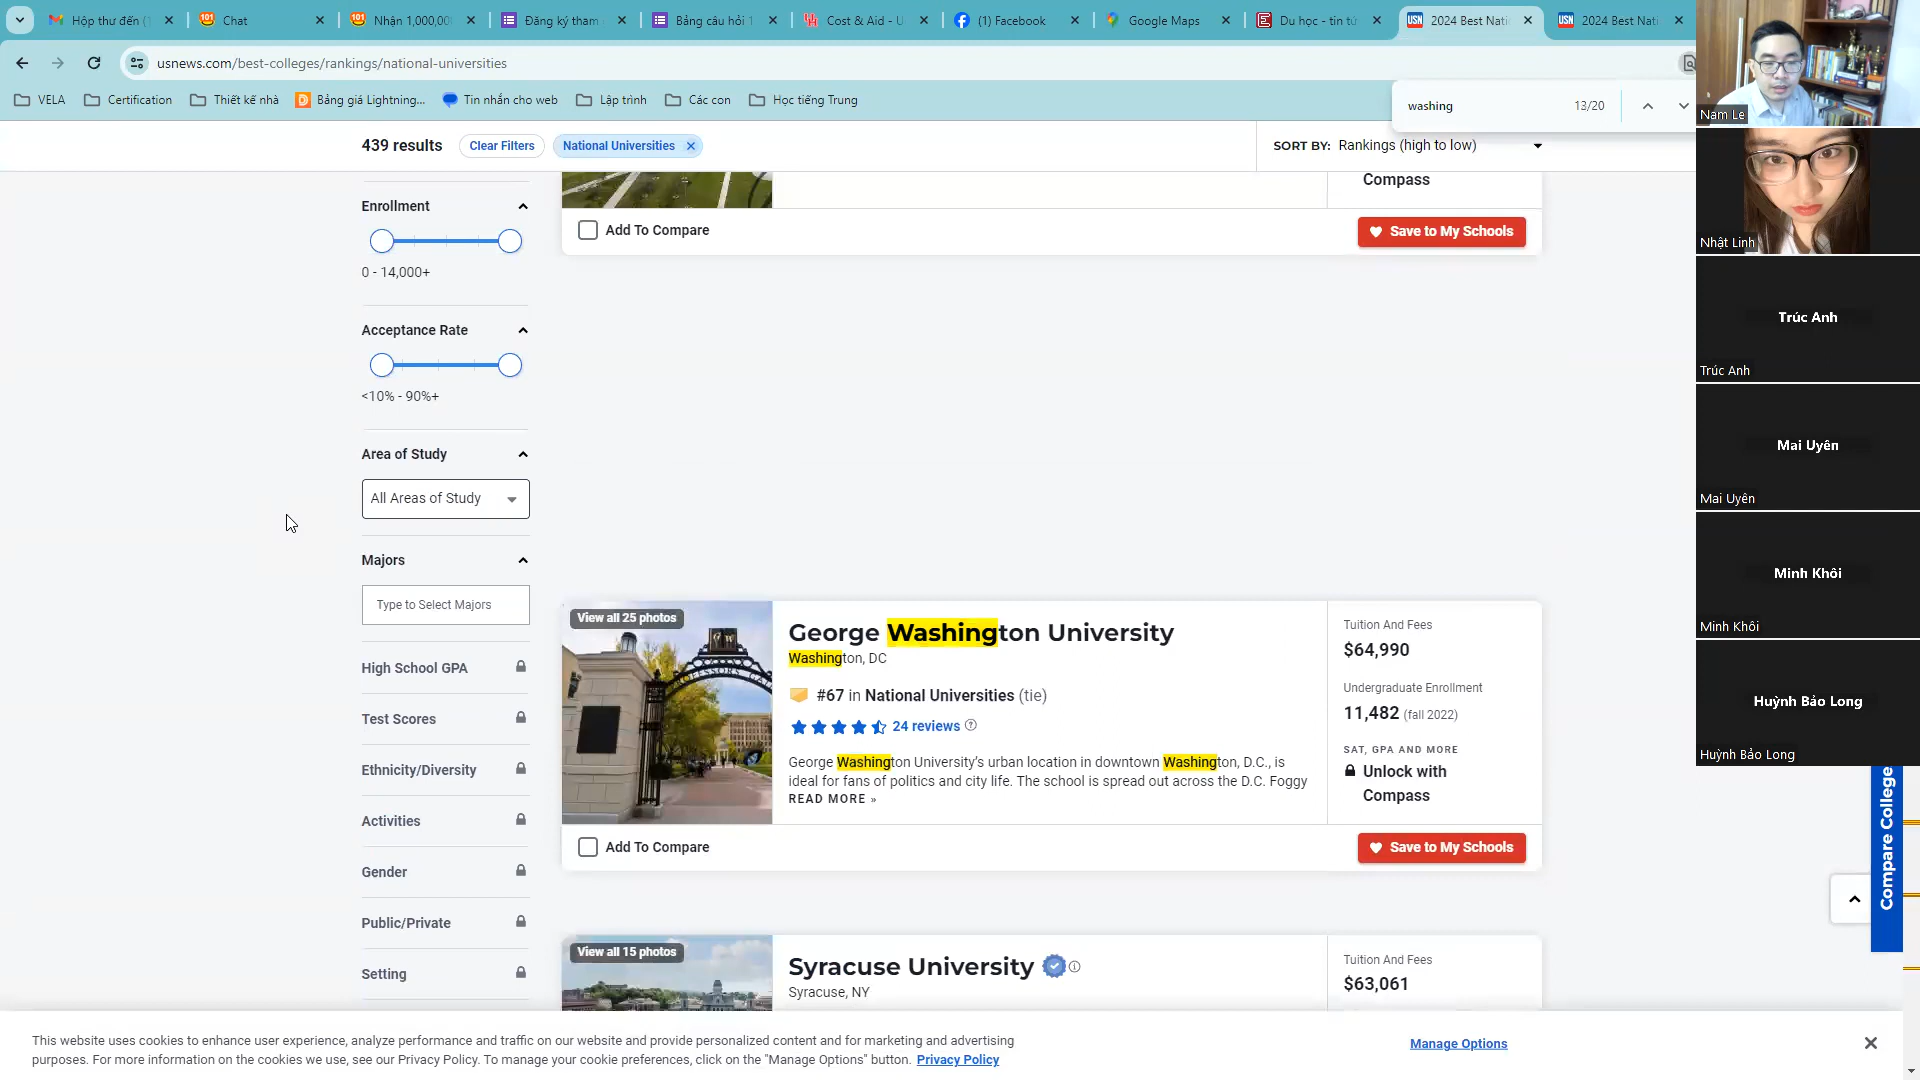 Hộp thư đến (
Chat
Nhận 1,000,00
Đăng ký tham
Bảng câu hỏi 1
Cost & Aid - U
(1) Facebook
Google Maps
Du học - tin tứ
2024 Best Nati
2024 Best Nati
usnews.com/best-colleges/rankings/national-universities
VELA
Certification
Thiết kế nhà
Bảng giá Lightning...
Tin nhắn cho web
Lập trình
Các con
Học tiếng Trung
washing
13/20
439 results
Clear Filters
National Universities
SORT BY: Rankings (high to low)
Enrollment
0 - 14,000+
Acceptance Rate
<10% - 90%+
Area of Study
All Areas of Study
Majors
Type to Select Majors
High School GPA
Test Scores
Ethnicity/Diversity
Activities
Gender
Public/Private
Setting
Compass
Add To Compare
Save to My Schools
View all 25 photos
George Washington University
Washington, DC
#67 in National Universities (tie)
24 reviews
George Washington University's urban location in downtown Washington, D.C., is
ideal for fans of politics and city life. The school is spread out across the D.C. Foggy
READ MORE »
Tuition And Fees
$64,990
Undergraduate Enrollment
11,482 (fall 2022)
SAT, GPA AND MORE
Unlock with
Compass
Add To Compare
Save to My Schools
View all 15 photos
Syracuse University
Syracuse, NY
Tuition And Fees
$63,061
Compare College
This website uses cookies to enhance user experience, analyze performance and traffic on our website and provide personalized content and for marketing and advertising
purposes. For more information on the cookies we use, see our Privacy Policy. To manage your cookie preferences, click on the "Manage Options" button. Privacy Policy
Manage Options
Nam Le
Nhật Linh
Trúc Anh
Trúc Anh
Mai Uyên
Mai Uyên
Minh Khôi
Minh Khôi
Huỳnh Bảo Long
Huỳnh Bảo Long